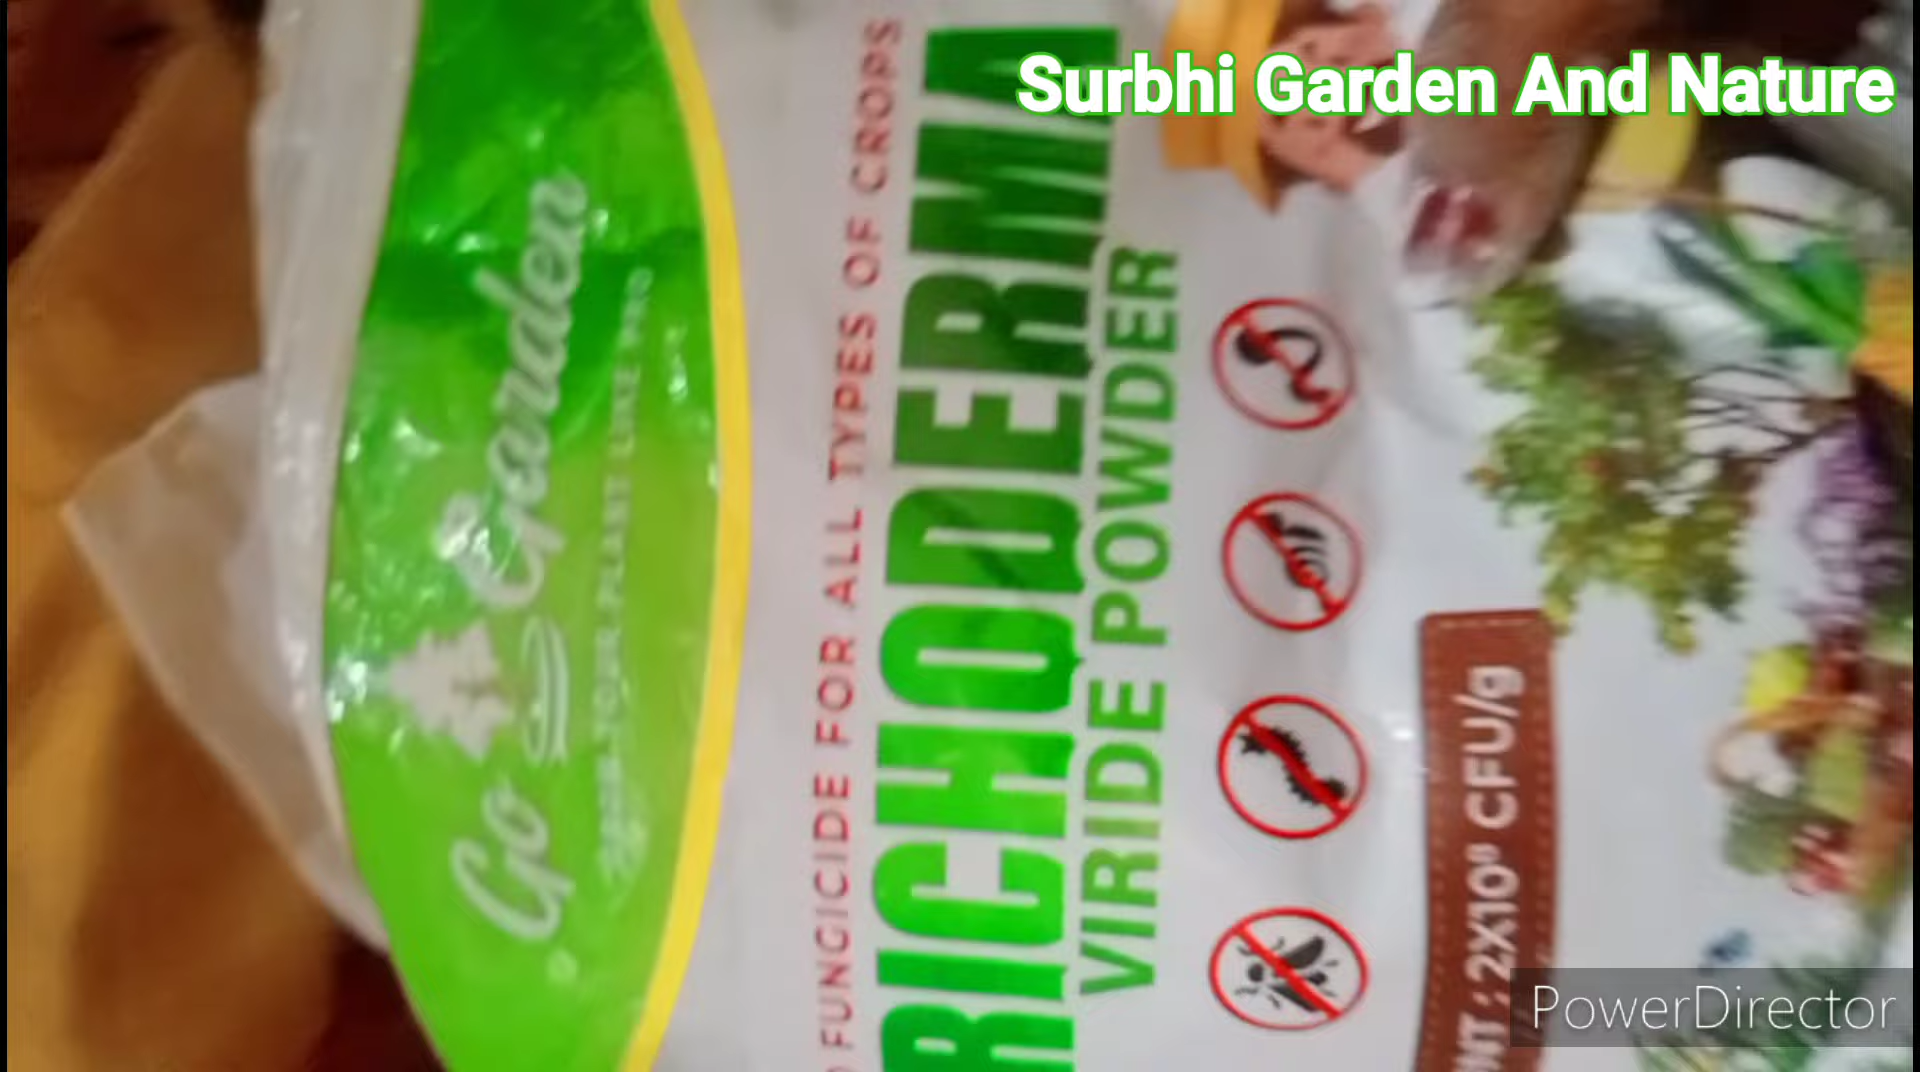 Surbhi Garden And Nature
Go Garden
FUNGICIDE FOR ALL TYPES OF CROPS
RICHODERMA
VIRIDE POWDER
: 2X10⁸ CFU/g
PowerDirector